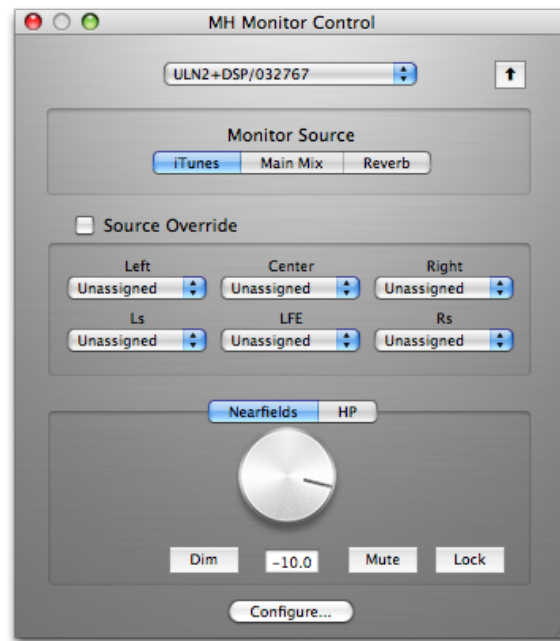 MH Monitor Control
ULN2+DSP/032767
Monitor Source
iTunes Main Mix Reverb
Source Override
Left Center Right
Unassigned Unassigned Unassigned
Ls LFE Rs
Unassigned Unassigned Unassigned
Nearfields HP
Dim -10.0 Mute Lock
Configure...